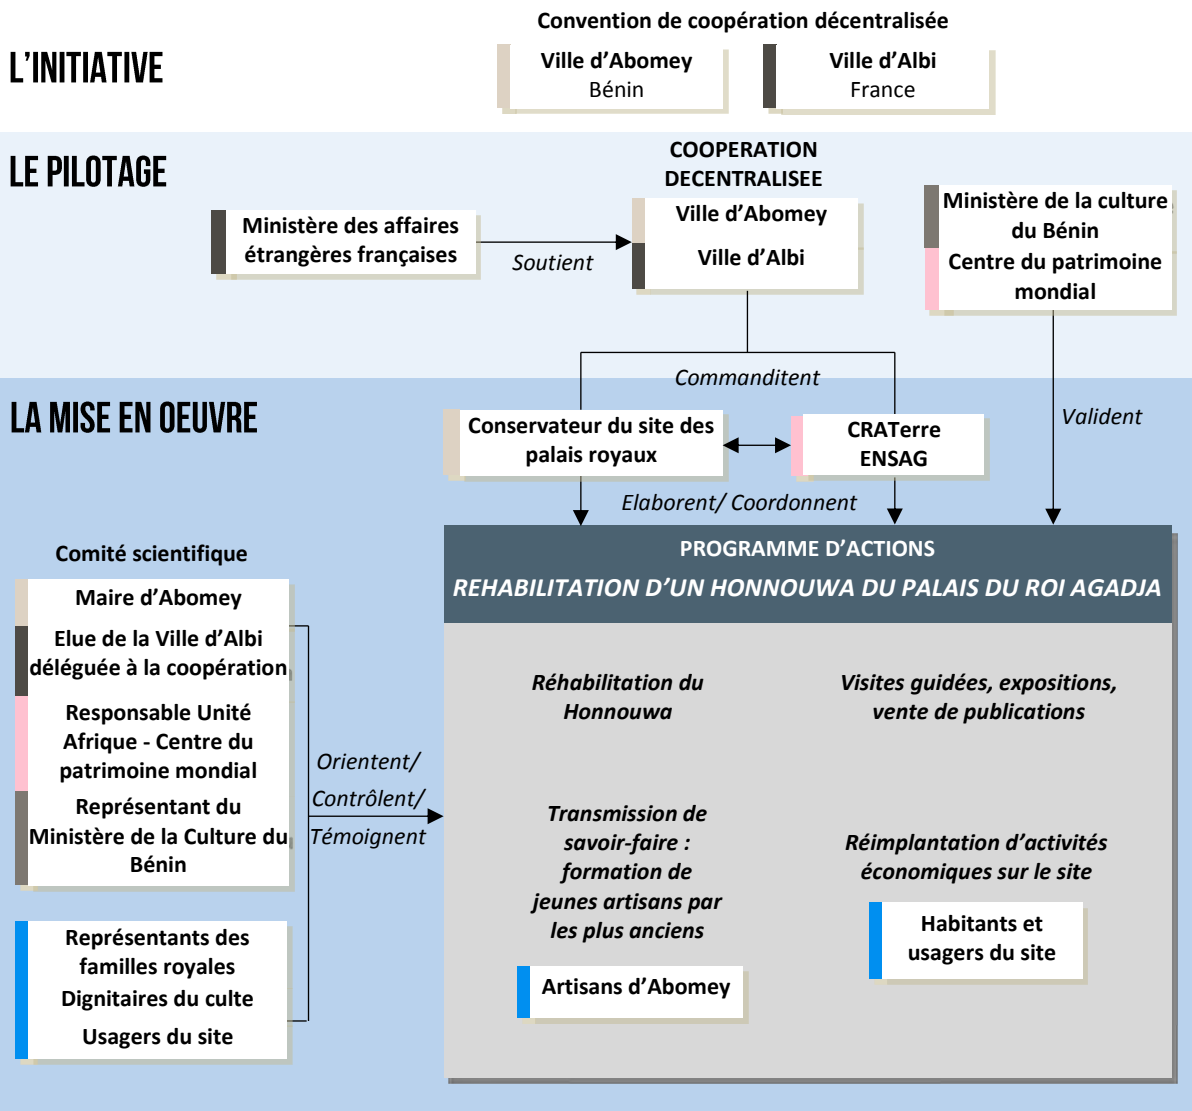 Convention de coopération décentralisée
L'INITIATIVE
Ville d'Abomey
Bénin
Ville d'Albi
France
LE PILOTAGE
COOPERATION
DECENTRALISEE
Ministère des affaires
étrangères françaises
Soutient
Ville d'Abomey
Ville d'Albi
Ministère de la culture
du Bénin
Centre du patrimoine
mondial
Commanditent
LA MISE EN OEUVRE
Conservateur du site des
palais royaux
CRATerre
ENSAG
Valident
Elaborent/ Coordonnent
Comité scientifique
Maire d'Abomey
Elue de la Ville d'Albi
déléguée à la coopération
Responsable Unité
Afrique - Centre du
patrimoine mondial
Représentant du
Ministère de la Culture du
Bénin
Représentants des
familles royales
Dignitaires du culte
Usagers du site
Orientent/
Contrôlent/
Témoignent
PROGRAMME D'ACTIONS
REHABILITATION D'UN HONNOUWA DU PALAIS DU ROI AGADJA
Réhabilitation du
Honnouwa
Visites guidées, expositions,
vente de publications
Transmission de
savoir-faire :
formation de
jeunes artisans par
les plus anciens
Artisans d'Abomey
Réimplantation d'activités
économiques sur le site
Habitants et
usagers du site